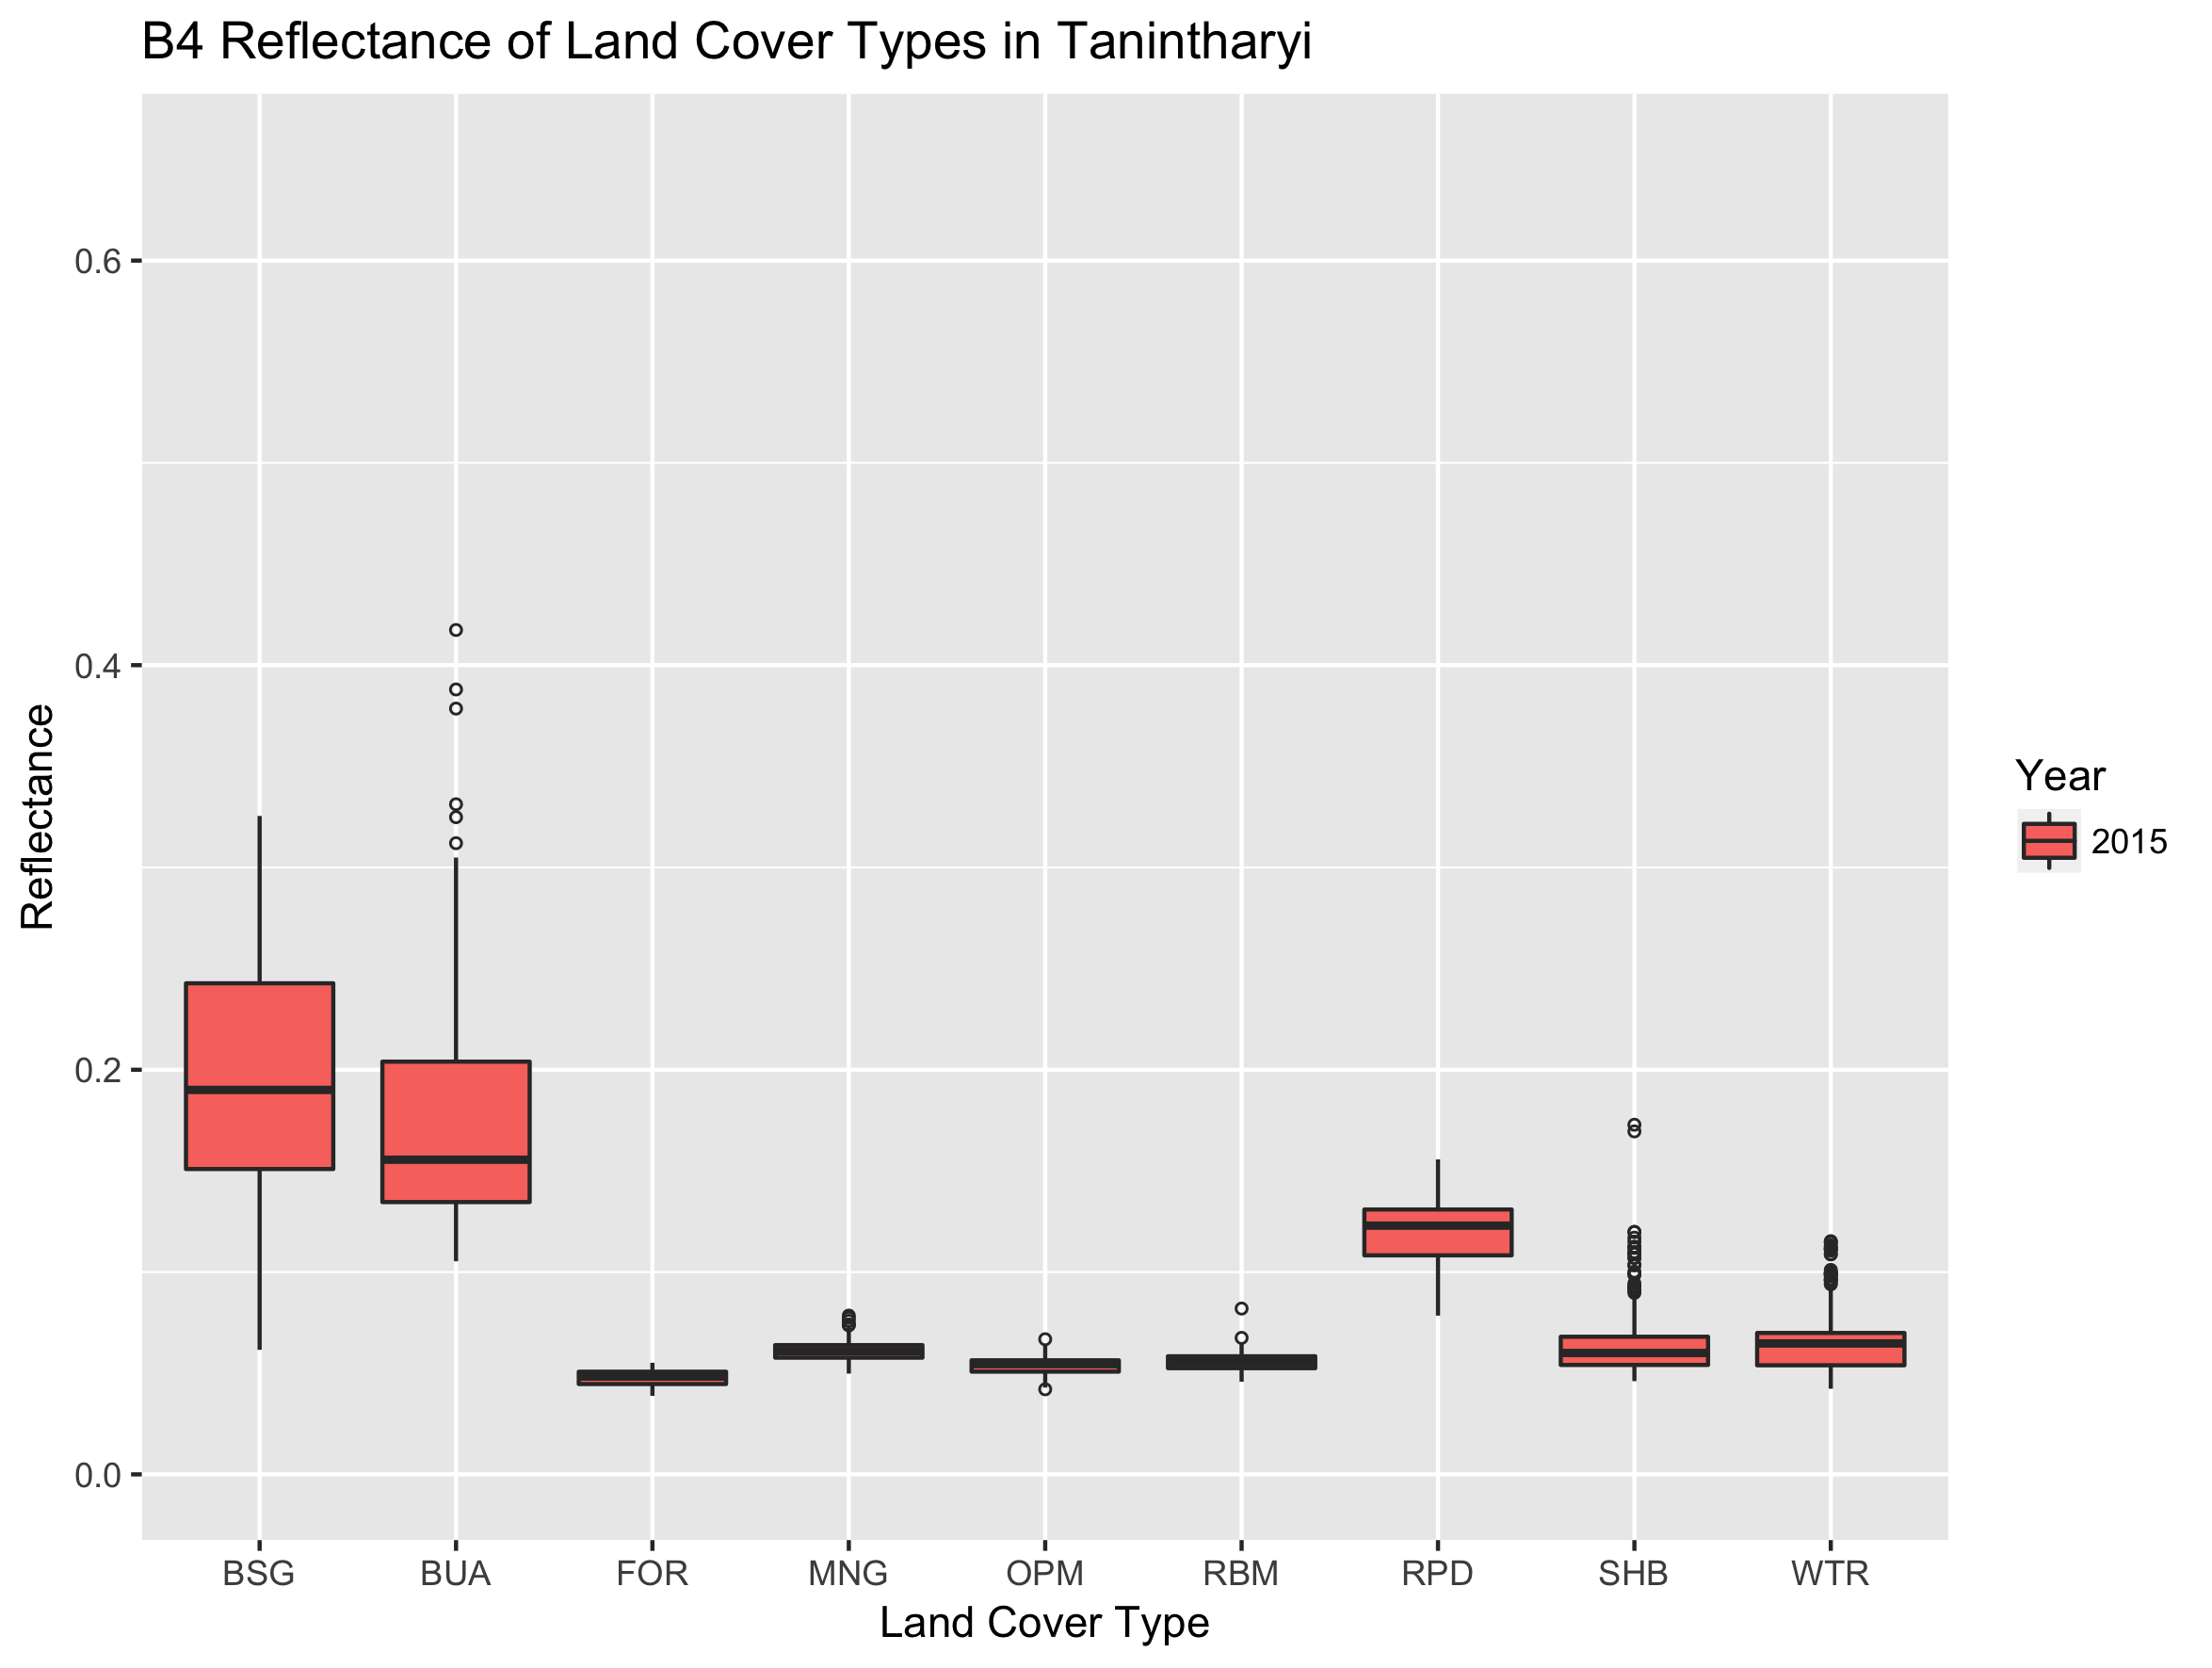 B4 Reflectance of Land Cover Types in Tanintharyi
0.6
0.4
0.2
0.0
Reflectance
BSG BUA FOR MNG OPM RBM RPD SHB WTR
Land Cover Type
Year
2015